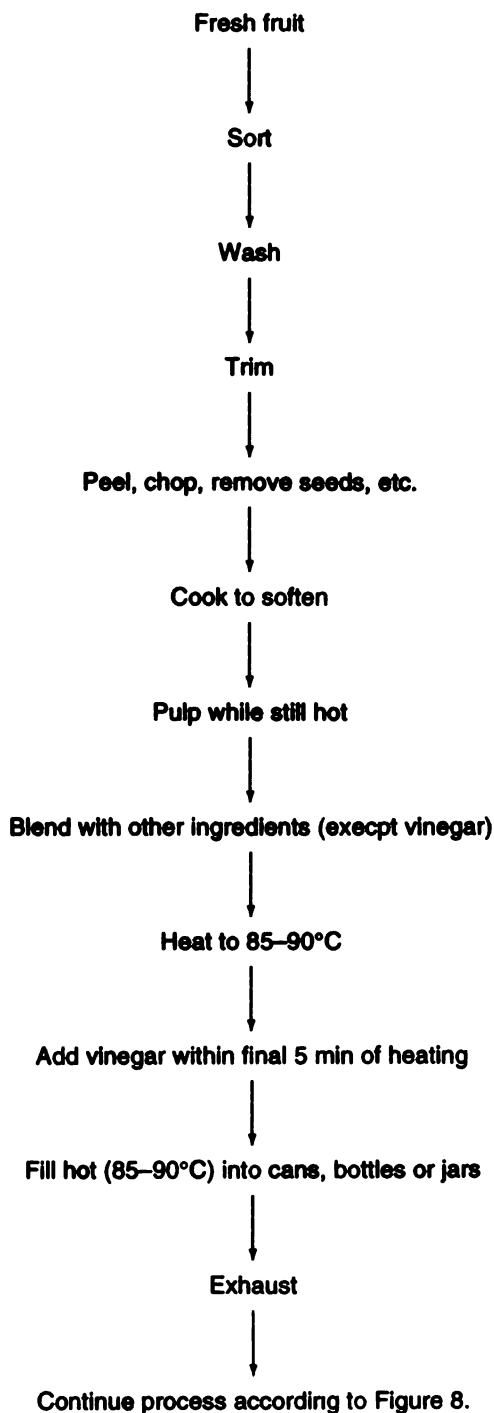 Fresh fruit
Sort
Wash
Trim
Peel, chop, remove seeds, etc.
Cook to soften
Pulp while still hot
Blend with other ingredients (execpt vinegar)
Heat to 85–90°C
Add vinegar within final 5 min of heating
Fill hot (85–90°C) into cans, bottles or jars
Exhaust
Continue process according to Figure 8.